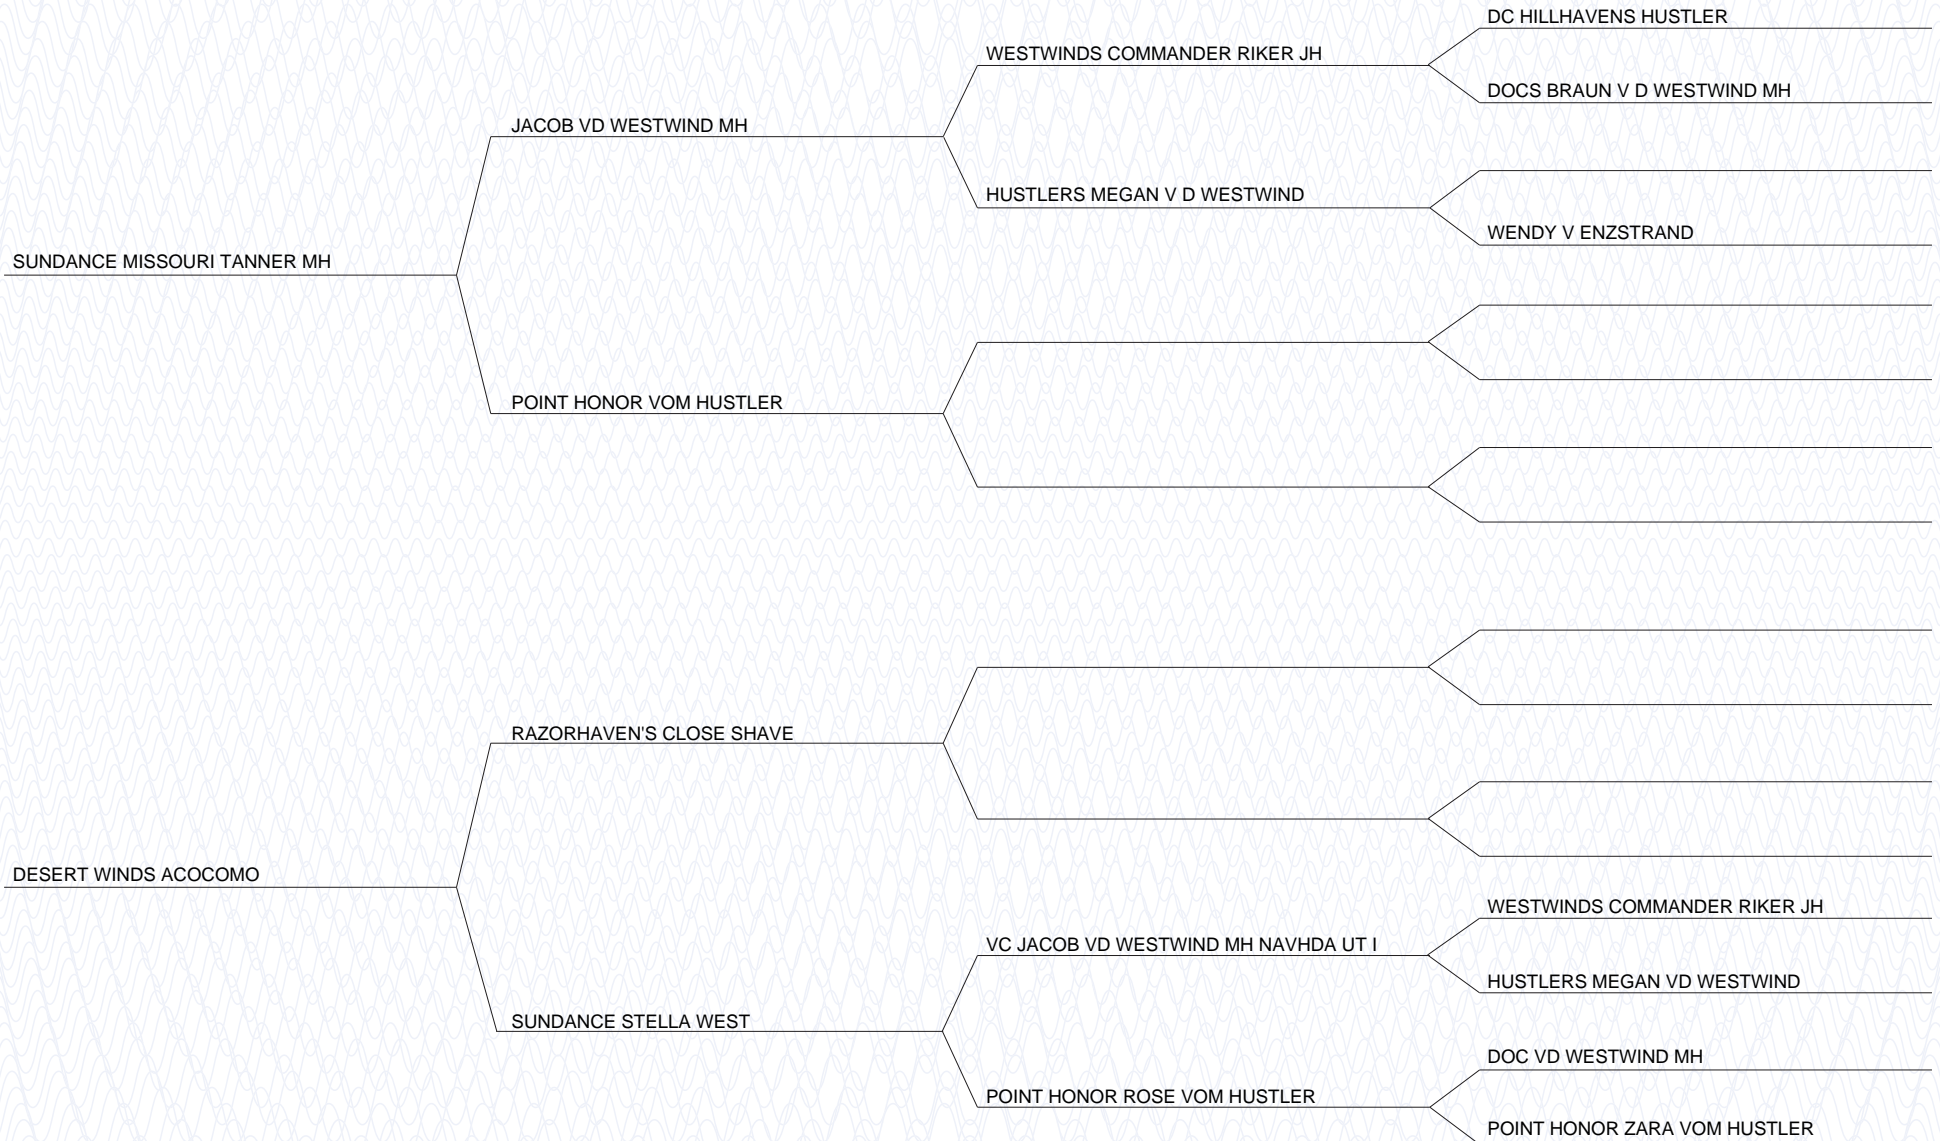 DC HILLHAVENS HUSTLER
WESTWINDS COMMANDER RIKER JH
DOCS BRAUN V D WESTWIND MH
JACOB VD WESTWIND MH
HUSTLERS MEGAN V D WESTWIND
WENDY V ENZSTRAND
SUNDANCE MISSOURI TANNER MH
POINT HONOR VOM HUSTLER
RAZORHAVEN'S CLOSE SHAVE
DESERT WINDS ACOCOMO
WESTWINDS COMMANDER RIKER JH
VC JACOB VD WESTWIND MH NAVHDA UT I
HUSTLERS MEGAN VD WESTWIND
SUNDANCE STELLA WEST
DOC VD WESTWIND MH
POINT HONOR ROSE VOM HUSTLER
POINT HONOR ZARA VOM HUSTLER